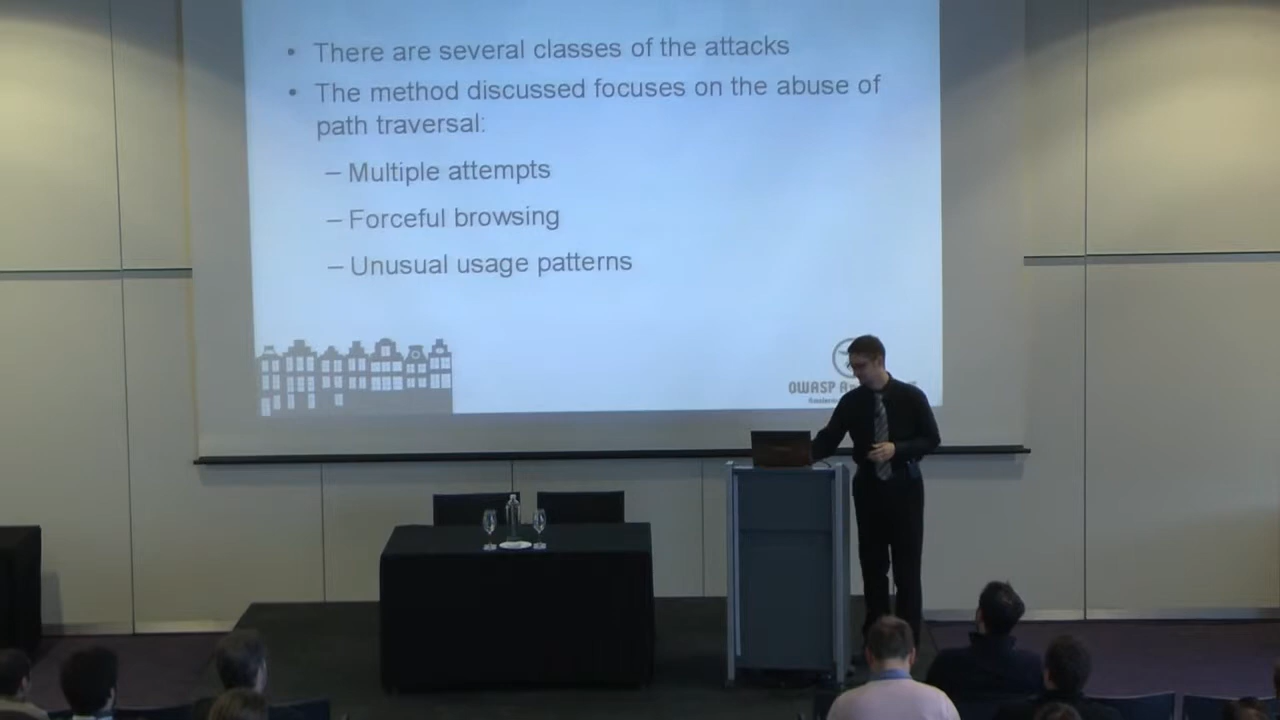 • There are several classes of the attacks
• The method discussed focuses on the abuse of
path traversal:
– Multiple attempts
– Forceful browsing
– Unusual usage patterns
OWASP